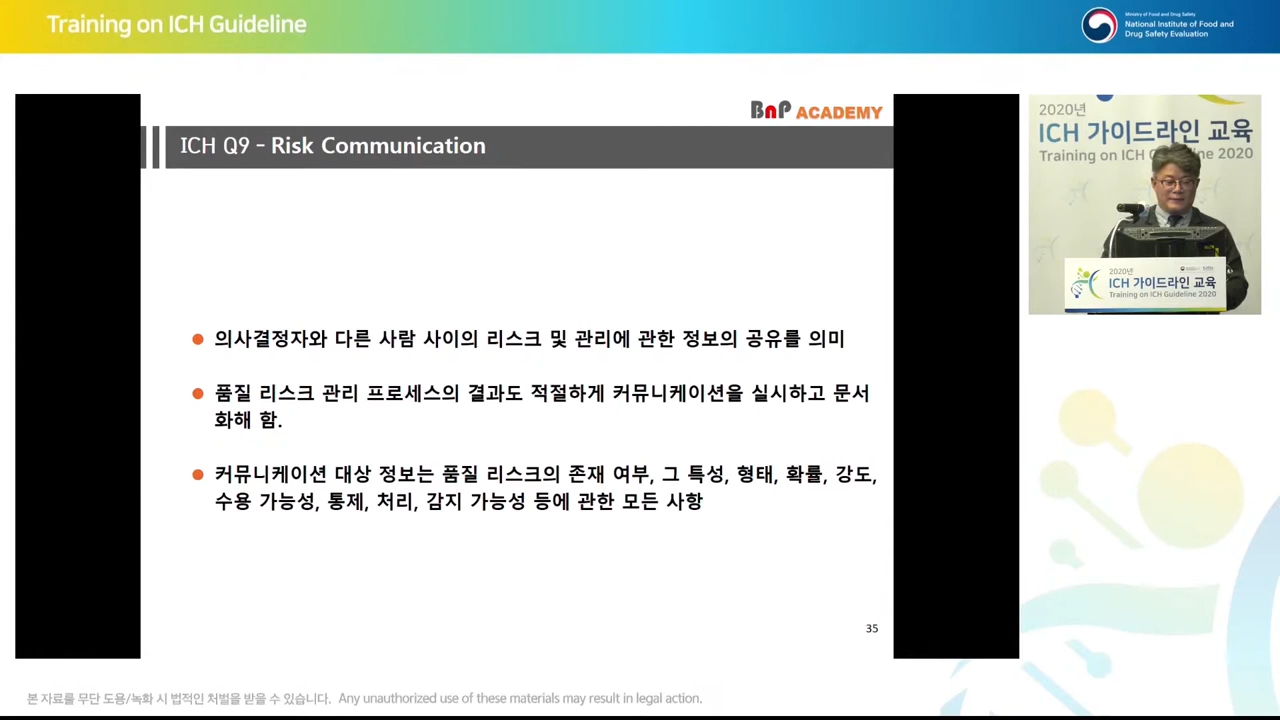 Training on ICH Guideline
Ministry of Food and Drug Safety
National Institute of Food and
Drug Safety Evaluation
BnP ACADEMY
ICH Q9 - Risk Communication
의사결정자와 다른 사람 사이의 리스크 및 관리에 관한 정보의 공유를 의미
품질 리스크 관리 프로세스의 결과도 적절하게 커뮤니케이션을 실시하고 문서
화해 함.
커뮤니케이션 대상 정보는 품질 리스크의 존재 여부, 그 특성, 형태, 확률, 강도,
수용 가능성, 통제, 처리, 감지 가능성 등에 관한 모든 사항
35
2020년
ICH 가이드라인 교육
Training on ICH ne 2020
2020년
ICH 가이드라인 교육
Training on ICH Guideline 2020
본 자료를 무단 도용/녹화 시 법적인 처벌을 받을 수 있습니다. Any unauthorized use of these materials may result in legal action.